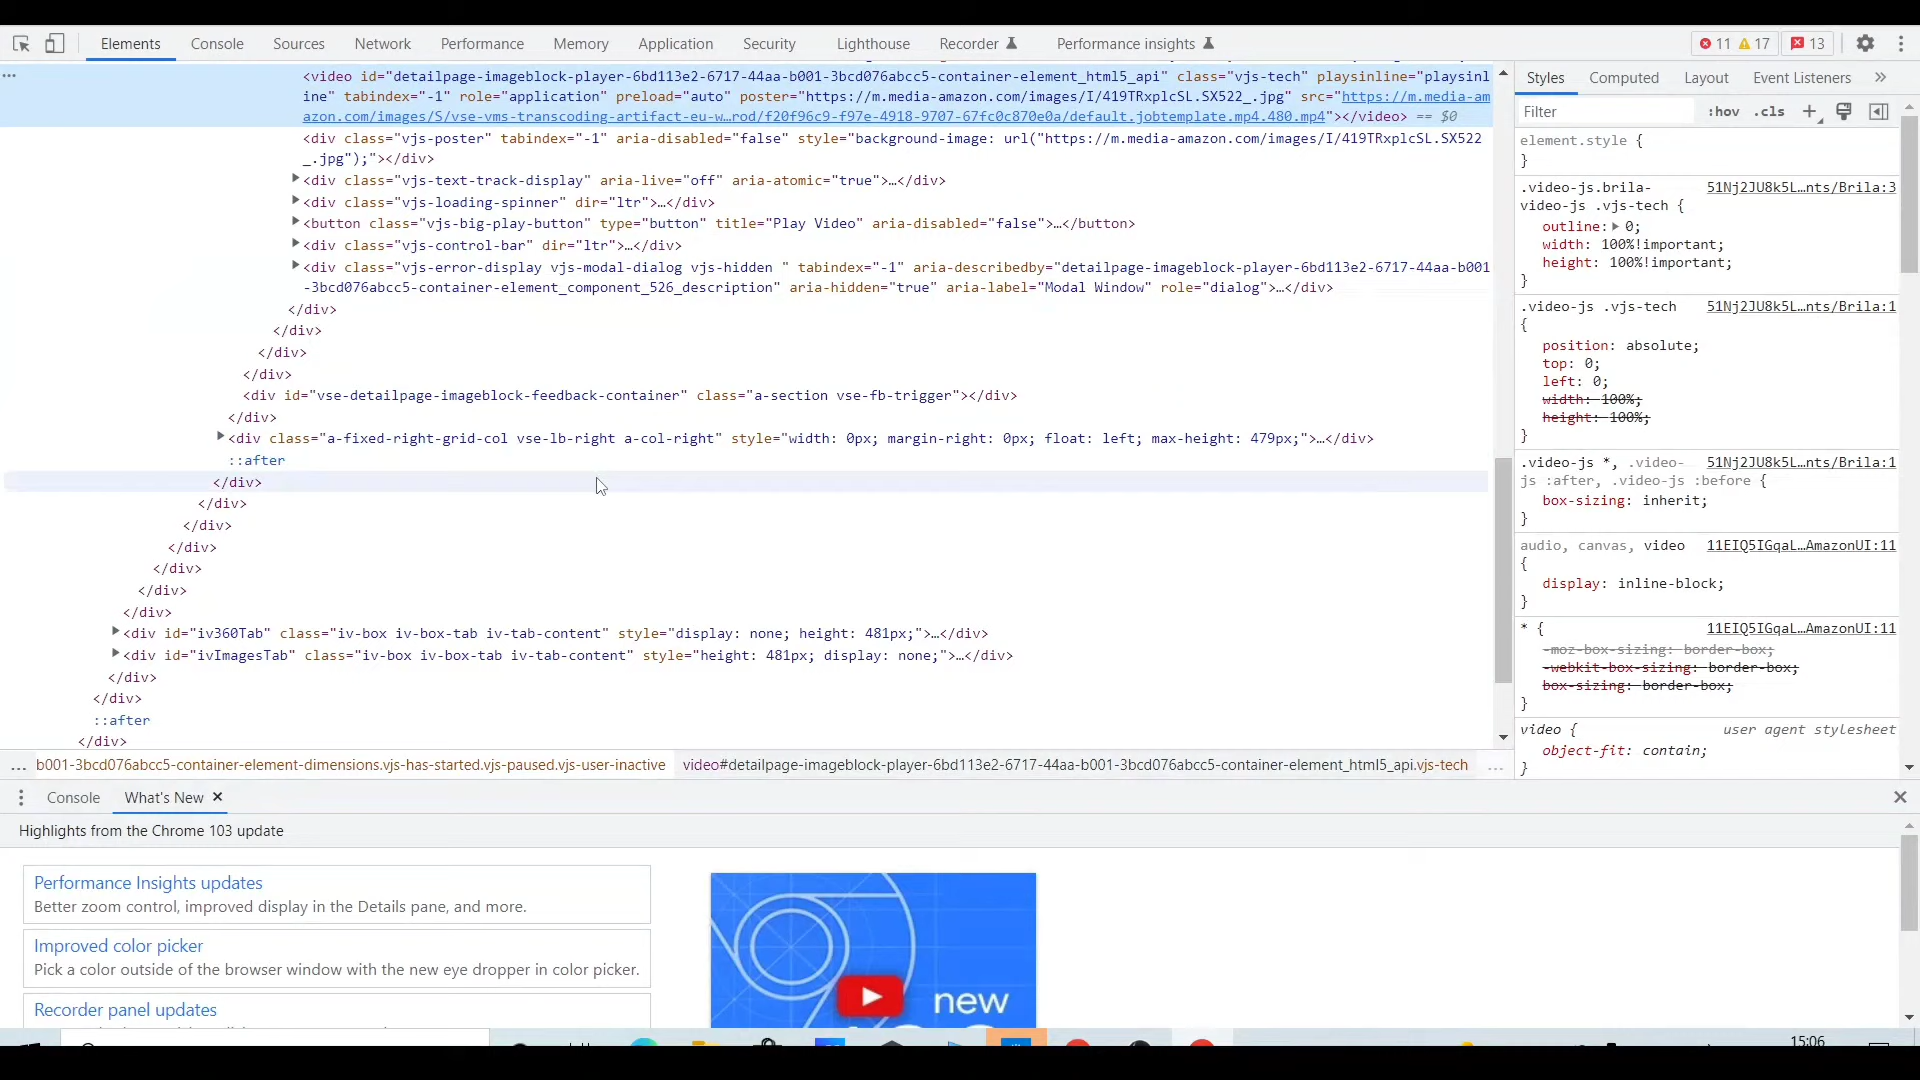 Elements Console Sources Network Performance Memory Application Security Lighthouse Recorder Performance insights 11 17 13
<video id="detailpage-imageblock-player-6bd113e2-6717-44aa-b001-3bcd076abcc5-container-element_html5_api" class="vjs-tech" playsinline="playsinl
ine" tabindex="-1" role="application" preload="auto" poster="https://m.media-amazon.com/images/I/419TRxplcSL.SX522_.jpg" src="https://m.media-am
azon.com/images/S/vse-vms-transcoding-artifact-eu-w…rod/f20f96c9-f97e-4918-9707-67fc0c870e0a/default.jobtemplate.mp4.480.mp4"></video> == $0
<div class="vjs-poster" tabindex="-1" aria-disabled="false" style="background-image: url("https://m.media-amazon.com/images/I/419TRxplcSL.SX522
_.jpg");"></div>
<div class="vjs-text-track-display" aria-live="off" aria-atomic="true">…</div>
<div class="vjs-loading-spinner" dir="ltr">…</div>
<button class="vjs-big-play-button" type="button" title="Play Video" aria-disabled="false">…</button>
<div class="vjs-control-bar" dir="ltr">…</div>
<div class="vjs-error-display vjs-modal-dialog vjs-hidden " tabindex="-1" aria-describedby="detailpage-imageblock-player-6bd113e2-6717-44aa-b001
-3bcd076abcc5-container-element_component_526_description" aria-hidden="true" aria-label="Modal Window" role="dialog">…</div>
</div>
</div>
</div>
</div>
<div id="vse-detailpage-imageblock-feedback-container" class="a-section vse-fb-trigger"></div>
</div>
<div class="a-fixed-right-grid-col vse-lb-right a-col-right" style="width: 0px; margin-right: 0px; float: left; max-height: 479px;">…</div>
::after
</div>
</div>
</div>
</div>
</div>
</div>
</div>
<div id="iv360Tab" class="iv-box iv-box-tab iv-tab-content" style="display: none; height: 481px;">…</div>
<div id="ivImagesTab" class="iv-box iv-box-tab iv-tab-content" style="height: 481px; display: none;">…</div>
</div>
</div>
::after
</div>
... b001-3bcd076abcc5-container-element-dimensions.vjs-has-started.vjs-paused.vjs-user-inactive video#detailpage-imageblock-player-6bd113e2-6717-44aa-b001-3bcd076abcc5-container-element_html5_api.vjs-tech ...
Styles Computed Layout Event Listeners »
Filter :hov .cls +
element.style {
}
.video-js.brila- 51Nj2JU8k5L…nts/Brila:3
video-js .vjs-tech {
outline: 0;
width: 100%!important;
height: 100%!important;
}
.video-js .vjs-tech 51Nj2JU8k5L…nts/Brila:1
{
position: absolute;
top: 0;
left: 0;
width: 100%;
height: 100%;
}
.video-js *, .video- 51Nj2JU8k5L…nts/Brila:1
js :after, .video-js :before {
box-sizing: inherit;
}
audio, canvas, video 11EIQ5IGqaL…AmazonUI:11
{
display: inline-block;
}
* { 11EIQ5IGqaL…AmazonUI:11
-moz-box-sizing: border-box;
-webkit-box-sizing: border-box;
box-sizing: border-box;
}
video { user agent stylesheet
object-fit: contain;
}
Console What's New
Highlights from the Chrome 103 update
Performance Insights updates
Better zoom control, improved display in the Details pane, and more.
Improved color picker
Pick a color outside of the browser window with the new eye dropper in color picker.
Recorder panel updates
new
15:06